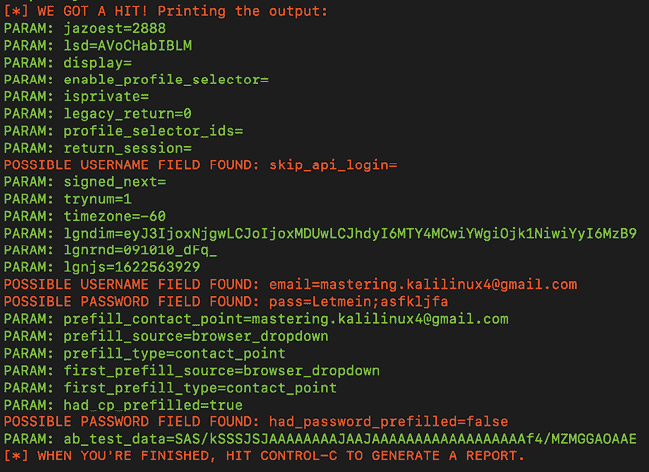 [*] WE GOT A HIT! Printing the output:
PARAM: jazoest=2888
PARAM: lsd=AVoCHabIBLM
PARAM: display=
PARAM: enable_profile_selector=
PARAM: isprivate=
PARAM: legacy_return=0
PARAM: profile_selector_ids=
PARAM: return_session=
POSSIBLE USERNAME FIELD FOUND: skip_api_login=
PARAM: signed_next=
PARAM: trynum=1
PARAM: timezone=-60
PARAM: lgndim=eyJ3IjoxNjgwLCJoIjoxMDUwLCJhdyI6MTY4MCwiYWgiOjk1NiwiYyI6MzB9
PARAM: lgnrnd=091010_dFq_
PARAM: lgnjs=1622563929
POSSIBLE USERNAME FIELD FOUND: email=mastering.kalilinux4@gmail.com
POSSIBLE PASSWORD FIELD FOUND: pass=Letmein;asfkljfa
PARAM: prefill_contact_point=mastering.kalilinux4@gmail.com
PARAM: prefill_source=browser_dropdown
PARAM: prefill_type=contact_point
PARAM: first_prefill_source=browser_dropdown
PARAM: first_prefill_type=contact_point
PARAM: had_cp_prefilled=true
POSSIBLE PASSWORD FIELD FOUND: had_password_prefilled=false
PARAM: ab_test_data=SAS/kSSSJSJAAAAAAAAJAAJAAAAAAAAAAAAAAAAAAf4/MZMGGAOAAE
[*] WHEN YOU'RE FINISHED, HIT CONTROL-C TO GENERATE A REPORT.